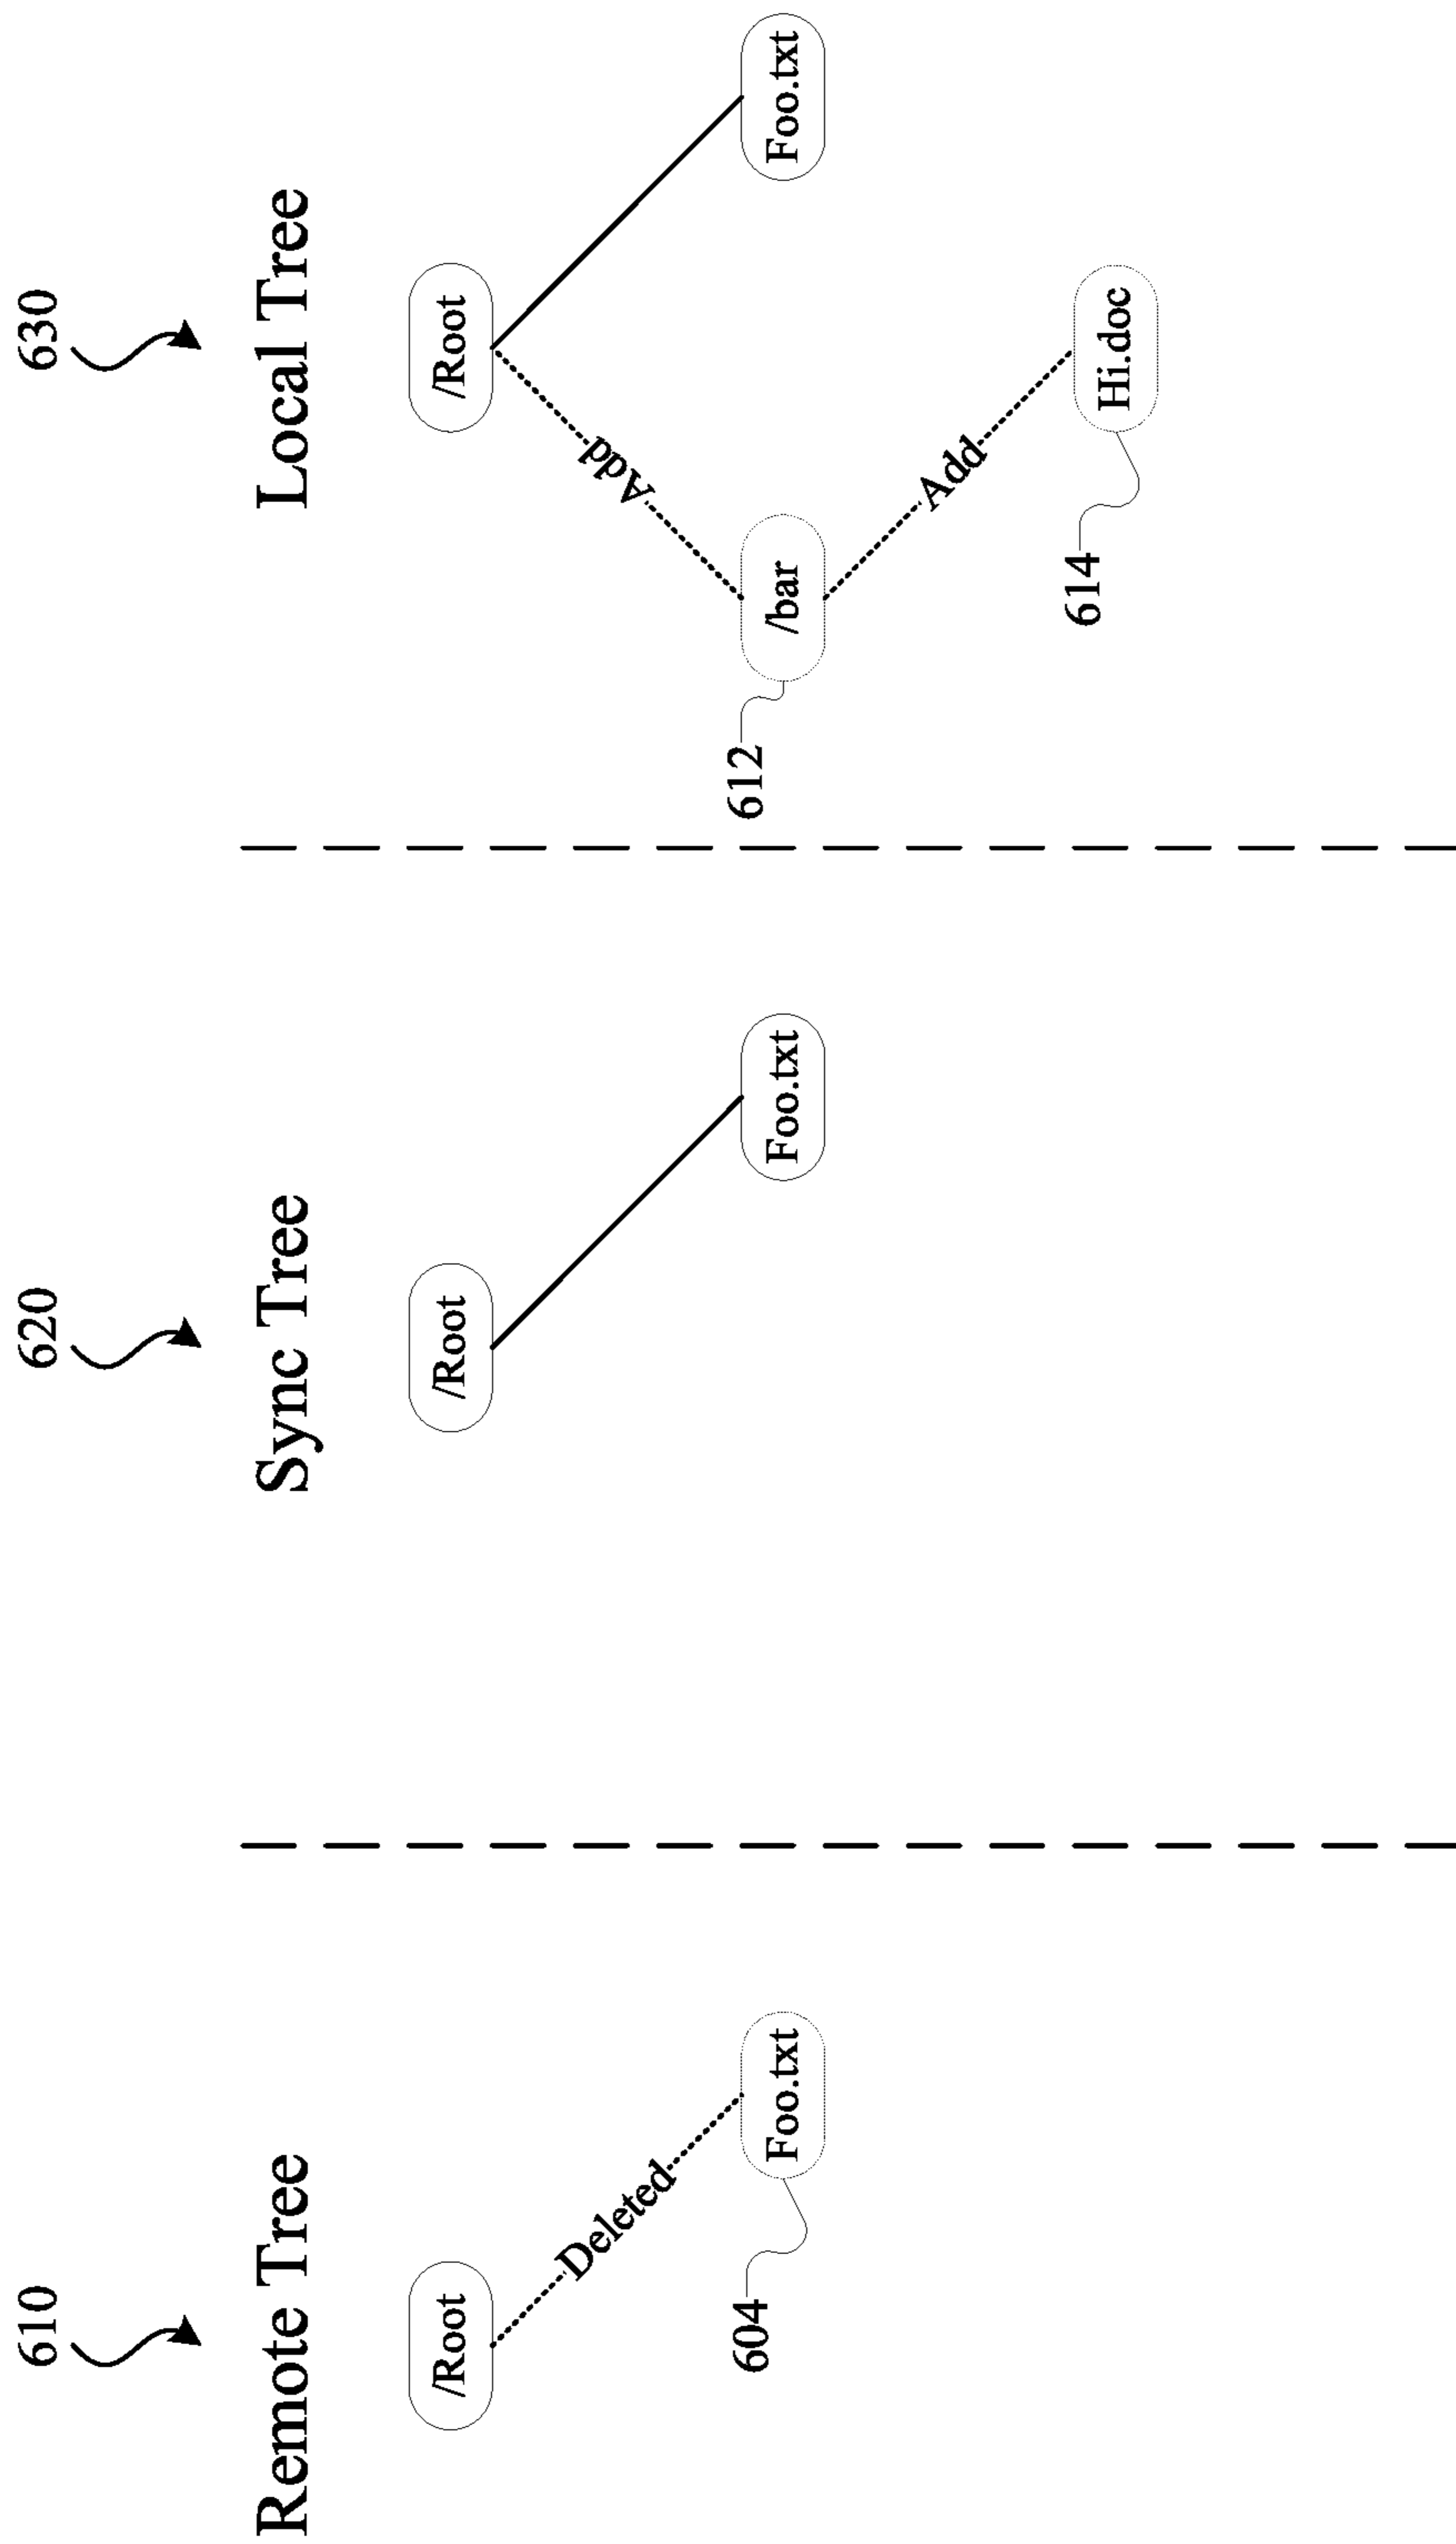 610
620
630
Remote Tree
Sync Tree
Local Tree
/Root
/Root
/Root
Deleted
Add
604
Foo.txt
Foo.txt
612
/bar
Foo.txt
Add
614
Hi.doc